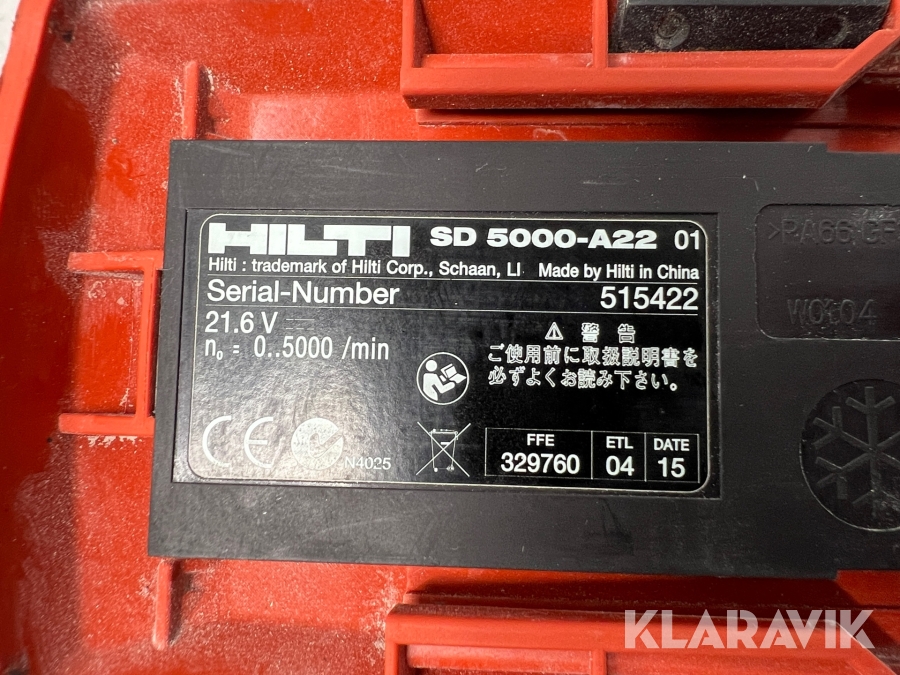 HILTI SD 5000-A22 01
Hilti : trademark of Hilti Corp., Schaan, LI Made by Hilti in China
Serial-Number 515422
21.6 V
n₀ = 0..5000 /min
⚠ 警告
ご使用前に取扱説明書を
必ずよくお読み下さい。
CE
N4025
FFE ETL DATE
329760 04 15
>PA66/GF
KLARAVIK